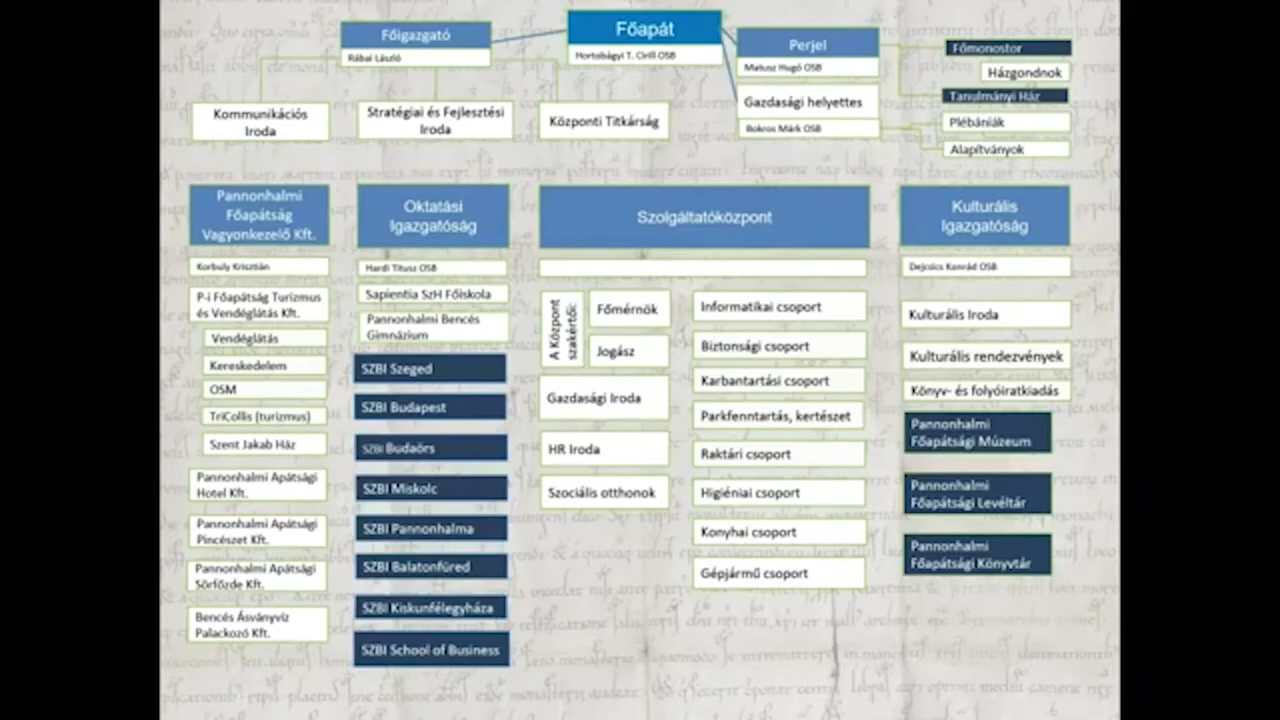 Főapát
Hortobágyi T. Cirill OSB
Főigazgató
Rábai László
Perjel
Matusz Hugó OSB
Gazdasági helyettes
Bokros Márk OSB
Főmonostor
Házgondnok
Tanulmányi Ház
Plébániák
Alapítványok
Kommunikációs
Iroda
Stratégiai és Fejlesztési
Iroda
Központi Titkárság
Pannonhalmi
Főapátság
Vagyonkezelő Kft.
Korbuly Krisztián
P-i Főapátság Turizmus
és Vendéglátás Kft.
Vendéglátás
Kereskedelem
OSM
TriCollis (turizmus)
Szent Jakab Ház
Pannonhalmi Apátsági
Hotel Kft.
Pannonhalmi Apátsági
Pincészet Kft.
Pannonhalmi Apátsági
Sörfőzde Kft.
Bencés Ásványvíz
Palackozó Kft.
Oktatási
Igazgatóság
Hardi Titusz OSB
Sapientia SzH Főiskola
Pannonhalmi Bencés
Gimnázium
SZBI Szeged
SZBI Budapest
SZBI Budaörs
SZBI Miskolc
SZBI Pannonhalma
SZBI Balatonfüred
SZBI Kiskunfélegyháza
SZBI School of Business
Szolgáltatóközpont
A Központ
szakértői:
Főmérnök
Jogász
Gazdasági Iroda
HR Iroda
Szociális otthonok
Informatikai csoport
Biztonsági csoport
Karbantartási csoport
Parkfenntartás, kertészet
Raktári csoport
Higiéniai csoport
Konyhai csoport
Gépjármű csoport
Kulturális
Igazgatóság
Dejcsics Konrád OSB
Kulturális Iroda
Kulturális rendezvények
Könyv- és folyóiratkiadás
Pannonhalmi
Főapátsági Múzeum
Pannonhalmi
Főapátsági Levéltár
Pannonhalmi
Főapátsági Könyvtár